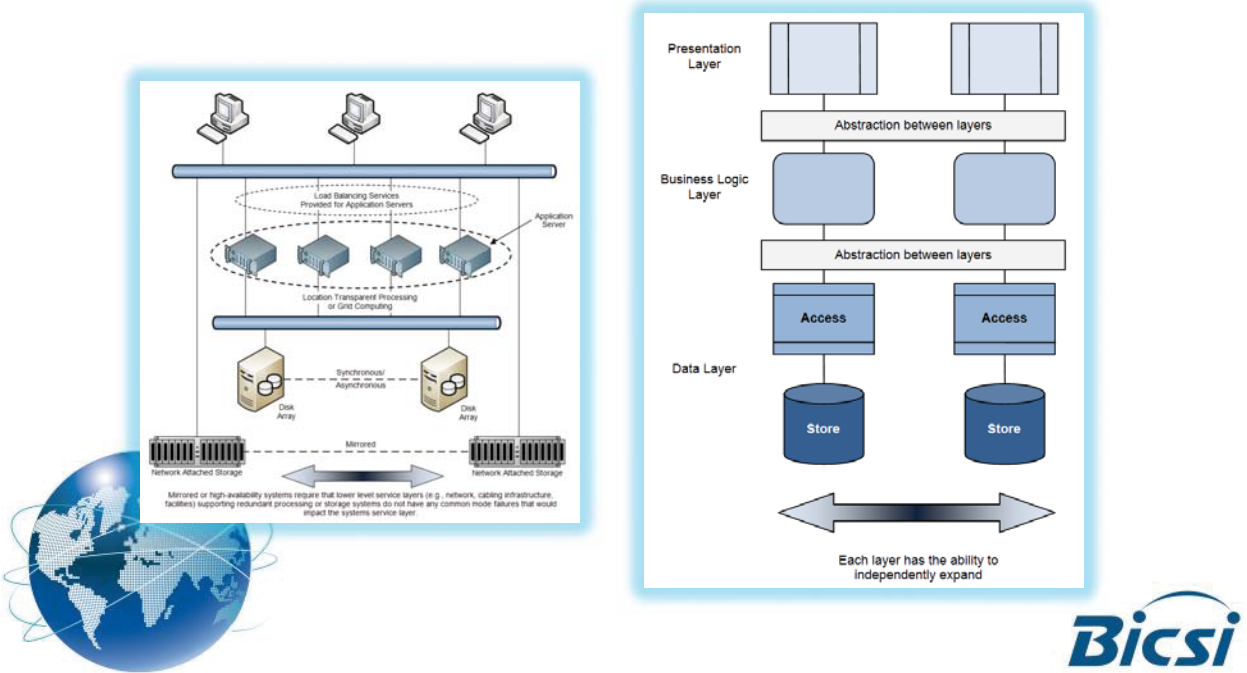 Load Balancing Services
Provided for Application Servers
Application
Server
Location Transparent Processing
or Grid Computing
Synchronous/
Asynchronous
Disk
Array
Disk
Array
Mirrored
Network Attached Storage
Network Attached Storage
Mirrored or high-availability systems require that lower level service layers (e.g., network, cabling infrastructure,
facilities) supporting redundant processing or storage systems do not have any common mode failures that would
impact the systems service layer.
Presentation
Layer
Abstraction between layers
Business Logic
Layer
Abstraction between layers
Access
Access
Data Layer
Store
Store
Each layer has the ability to
independently expand
Bicsi